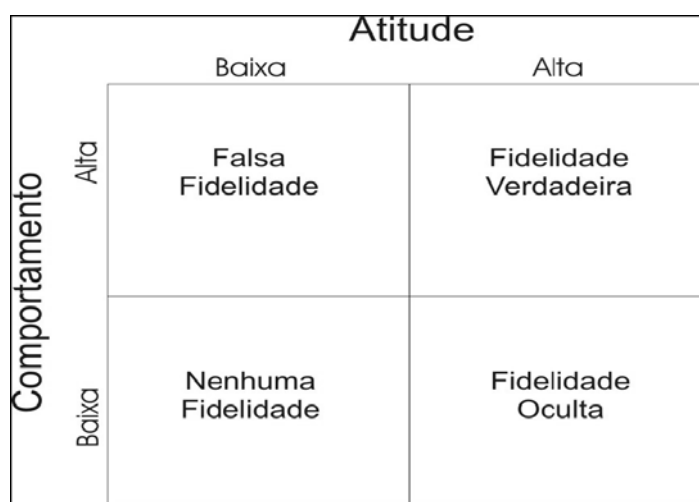 Atitude
Baixa
Alta
Comportamento
Alta
Falsa
Fidelidade
Fidelidade
Verdadeira
Baixa
Nenhuma
Fidelidade
Fidelidade
Oculta